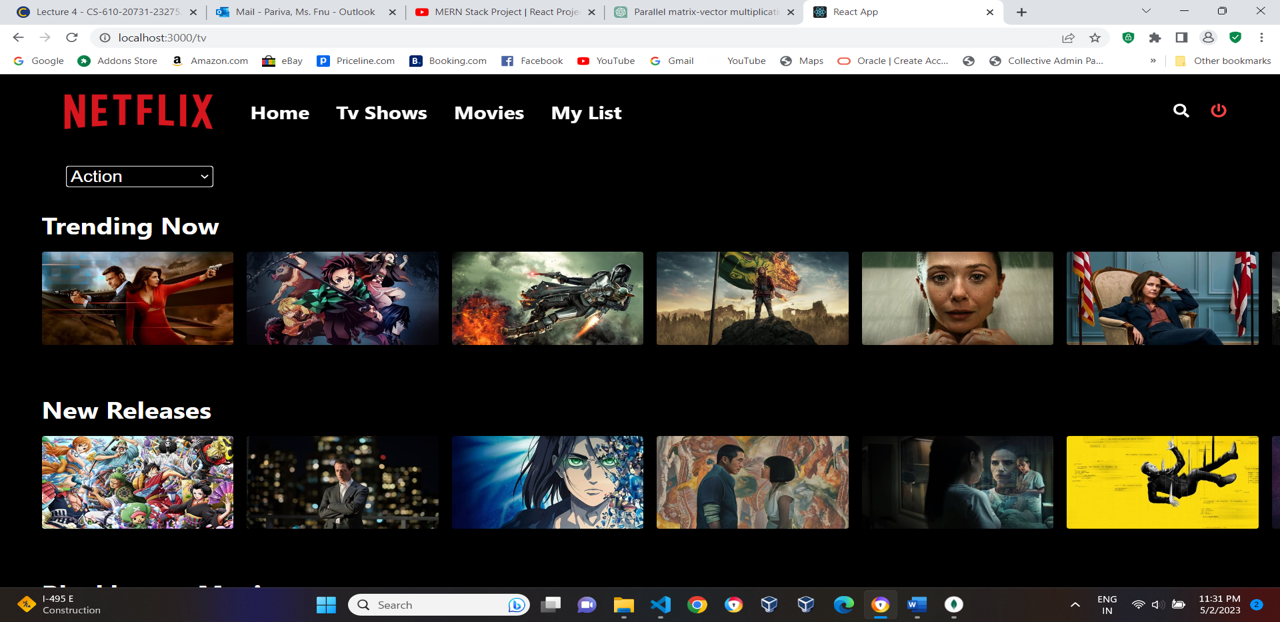 Lecture 4 - CS-610-20731-23275
Mail - Pariva, Ms. Fnu - Outlook
MERN Stack Project | React Proje
Parallel matrix-vector multiplicati
React App
localhost:3000/tv
Google
Addons Store
Amazon.com
eBay
Priceline.com
Booking.com
Facebook
YouTube
Gmail
YouTube
Maps
Oracle | Create Acc...
Collective Admin Pa...
»
Other bookmarks
NETFLIX
Home
Tv Shows
Movies
My List
Action
Trending Now
New Releases
I-495 E
Construction
Search
ENG
IN
11:31 PM
5/2/2023
2